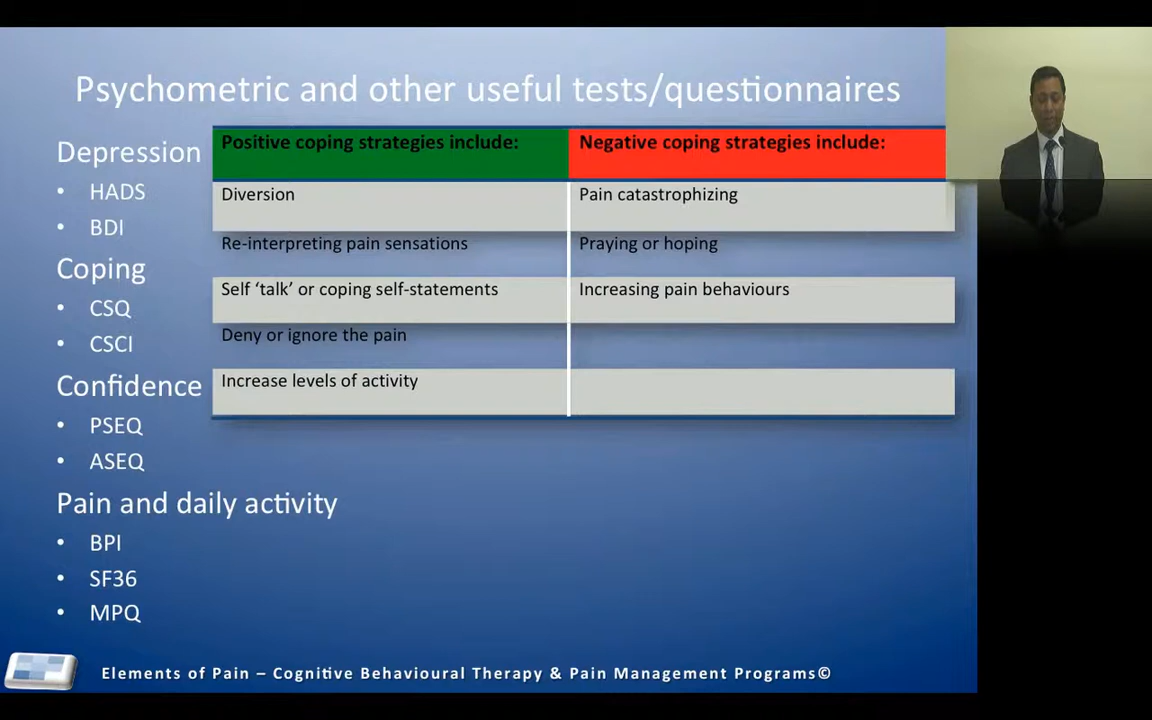 Psychometric and other useful tests/questionnaires
Depression
• HADS
• BDI
Coping
• CSQ
• CSCI
Confidence
• PSEQ
• ASEQ
Pain and daily activity
• BPI
• SF36
• MPQ
Positive coping strategies include: Negative coping strategies include:
Diversion Pain catastrophizing
Re-interpreting pain sensations Praying or hoping
Self ‘talk’ or coping self-statements Increasing pain behaviours
Deny or ignore the pain
Increase levels of activity
Elements of Pain – Cognitive Behavioural Therapy & Pain Management Programs©